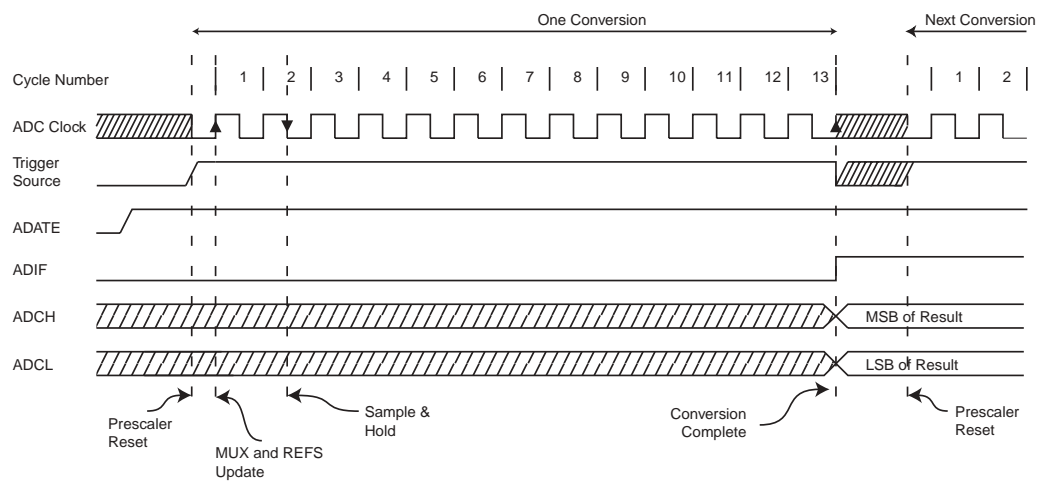 One Conversion
Next Conversion
Cycle Number
1 2 3 4 5 6 7 8 9 10 11 12 13 1 2
ADC Clock
Trigger
Source
ADATE
ADIF
ADCH
MSB of Result
ADCL
LSB of Result
Prescaler
Reset
MUX and REFS
Update
Sample &
Hold
Conversion
Complete
Prescaler
Reset